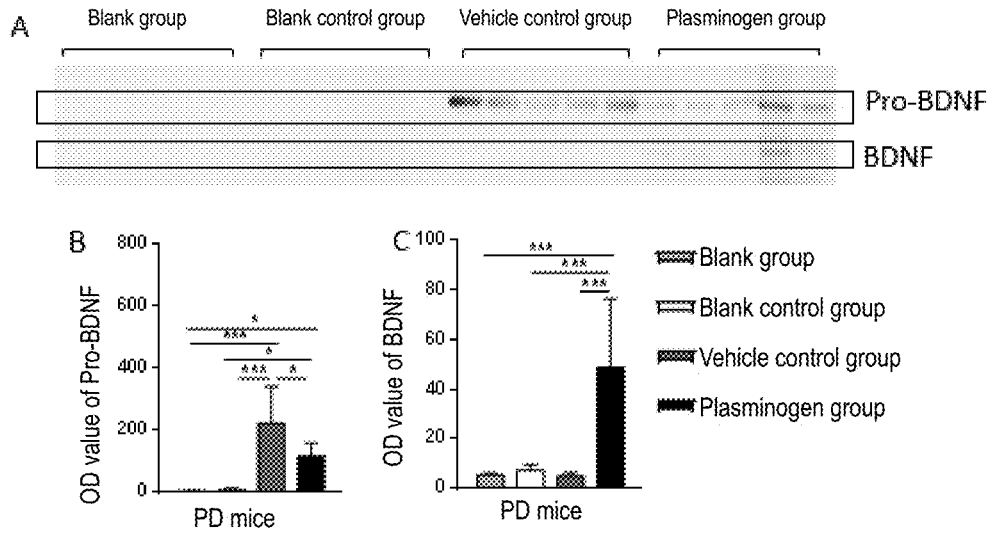 A
Blank group Blank control group Vehicle control group Plasminogen group
Pro-BDNF
BDNF
B
OD value of Pro-BDNF
800
600
400
200
0
*
***
*
*** *
PD mice
C
OD value of BDNF
100
80
60
40
20
0
***
***
***
PD mice
Blank group
Blank control group
Vehicle control group
Plasminogen group